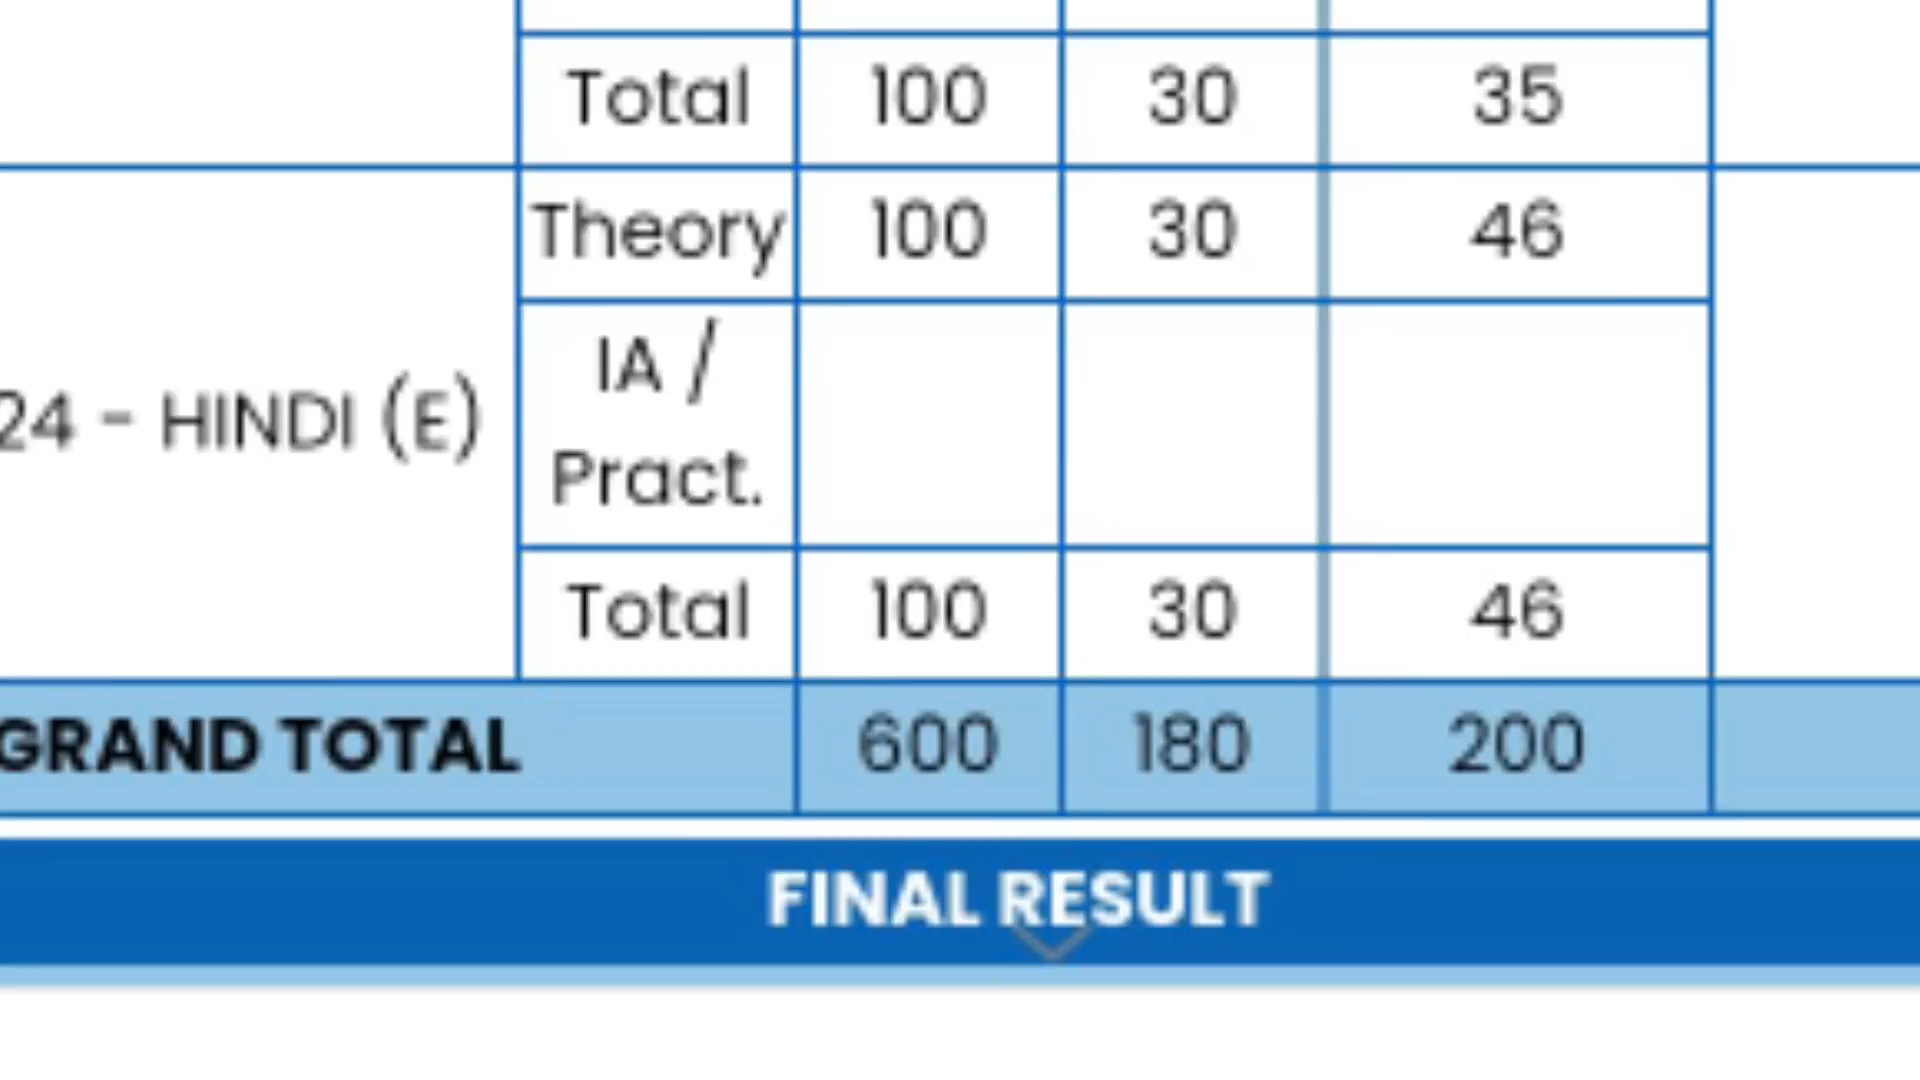 Total 100 30 35
Theory 100 30 46
IA /
24 - HINDI (E)
Pract.
Total 100 30 46
GRAND TOTAL 600 180 200
FINAL RESULT